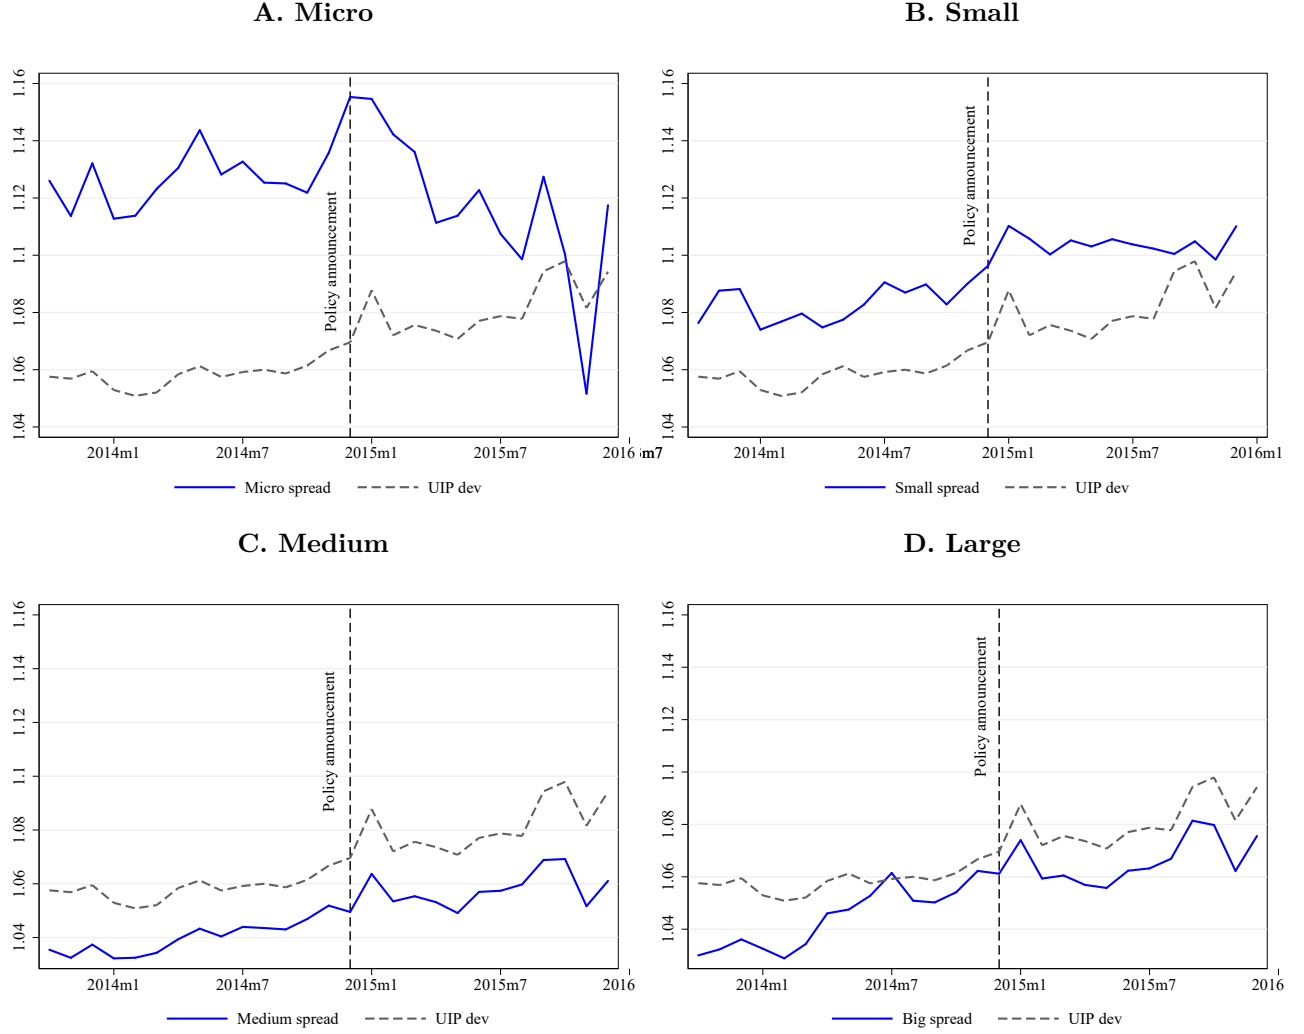 A. Micro
B. Small
1.16
1.14
1.12
1.1
1.08
1.06
1.04
Policy announcement
2014m1
2014m7
2015m1
2015m7
2016
m7
Micro spread
UIP dev
1.16
1.14
1.12
1.1
1.08
1.06
1.04
Policy announcement
2014m1
2014m7
2015m1
2015m7
2016m1
Small spread
UIP dev
C. Medium
D. Large
1.16
1.14
1.12
1.1
1.08
1.06
1.04
Policy announcement
2014m1
2014m7
2015m1
2015m7
2016
Medium spread
UIP dev
1.16
1.14
1.12
1.1
1.08
1.06
1.04
Policy announcement
2014m1
2014m7
2015m1
2015m7
2016
Big spread
UIP dev